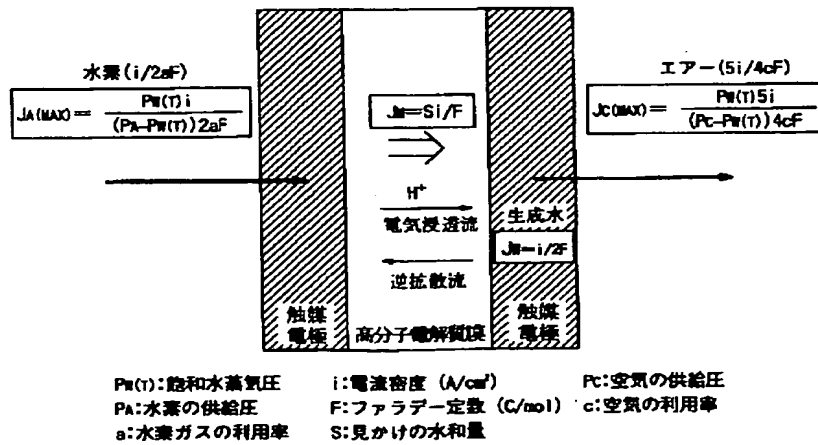 水素(i/2aF)
JA(MAX)= PW(T)i / (PA-PW(T))2aF
JM=Si/F
H⁺
電気浸透流
逆拡散流
触媒電極
高分子電解質膜
エアー(5i/4cF)
JC(MAX)= PW(T)5i / (PC-PW(T))4cF
生成水
JW=i/2F
触媒電極
PW(T):飽和水蒸気圧 i:電流密度 (A/cm²) PC:空気の供給圧
PA:水素の供給圧 F:ファラデー定数 (C/mol) c:空気の利用率
a:水素ガスの利用率 S:見かけの水和量